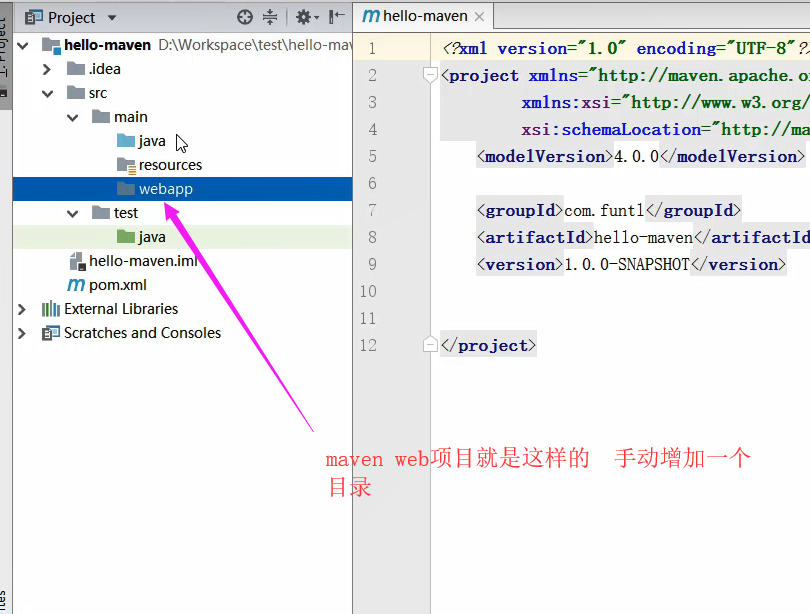 Project
hello-maven
1: Project
hello-maven D:\Workspace\test\hello-mav
.idea
src
main
java
resources
webapp
test
java
hello-maven.iml
pom.xml
External Libraries
Scratches and Consoles
1 <?xml version="1.0" encoding="UTF-8"?>
2 <project xmlns="http://maven.apache.o
3 xmlns:xsi="http://www.w3.org/
4 xsi:schemaLocation="http://ma
5 <modelVersion>4.0.0</modelVersion>
6
7 <groupId>com.funtl</groupId>
8 <artifactId>hello-maven</artifactId
9 <version>1.0.0-SNAPSHOT</version>
10
11
12 </project>
maven web项目就是这样的 手动增加一个
目录